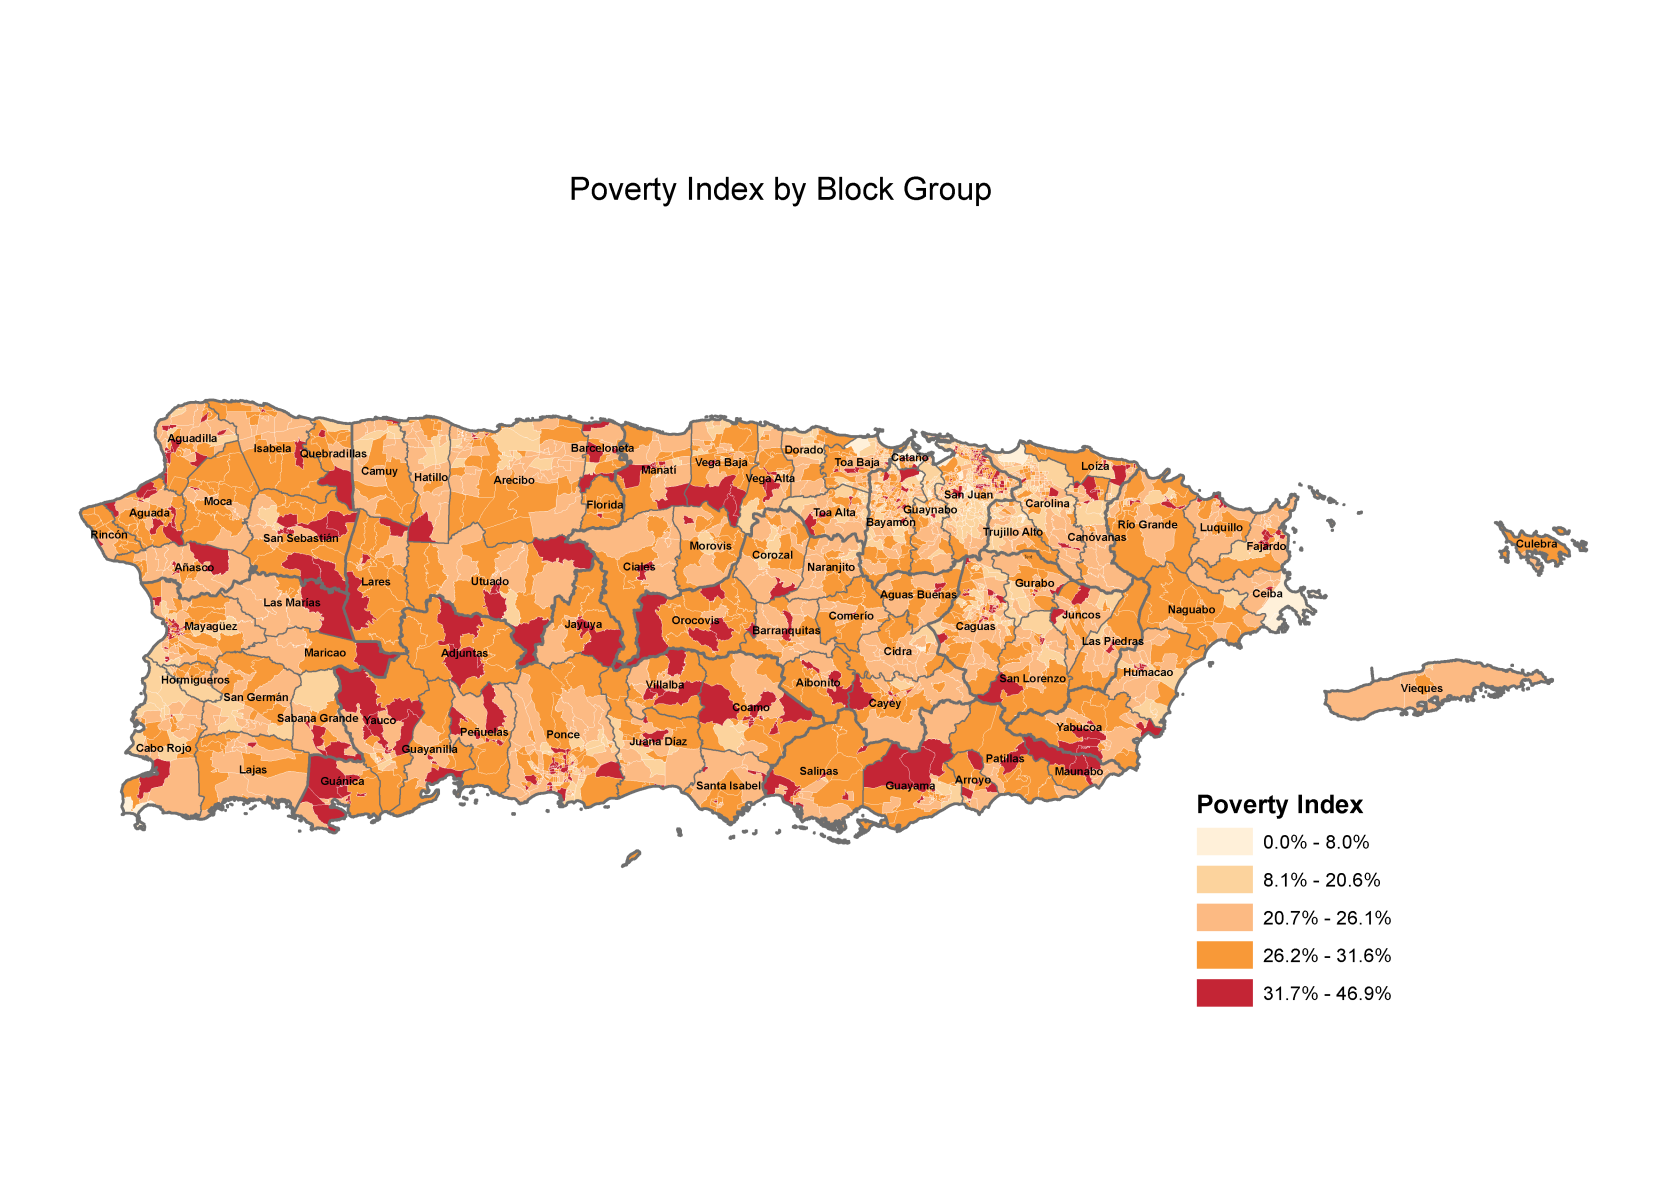 Poverty Index by Block Group
Aguadilla
Isabela
Quebradillas
Camuy
Hatillo
Arecibo
Barceloneta
Manatí
Florida
Vega Baja
Vega Alta
Dorado
Toa Baja
Cataño
Toa Alta
Bayamón
Guaynabo
San Juan
Trujillo Alto
Carolina
Loíza
Canóvanas
Río Grande
Luquillo
Fajardo
Culebra
Rincón
Aguada
Moca
San Sebastián
Añasco
Lares
Utuado
Ciales
Morovis
Corozal
Naranjito
Aguas Buenas
Gurabo
Juncos
Ceiba
Naguabo
Las Marías
Mayagüez
Maricao
Adjuntas
Jayuya
Orocovis
Barranquitas
Comerío
Cidra
Caguas
Las Piedras
Humacao
Hormigueros
San Germán
Sabana Grande
Yauco
Guayanilla
Peñuelas
Ponce
Villalba
Juana Díaz
Coamo
Aibonito
Cayey
San Lorenzo
Yabucoa
Vieques
Cabo Rojo
Lajas
Guánica
Santa Isabel
Salinas
Guayama
Arroyo
Patillas
Maunabo
Poverty Index
0.0% - 8.0%
8.1% - 20.6%
20.7% - 26.1%
26.2% - 31.6%
31.7% - 46.9%